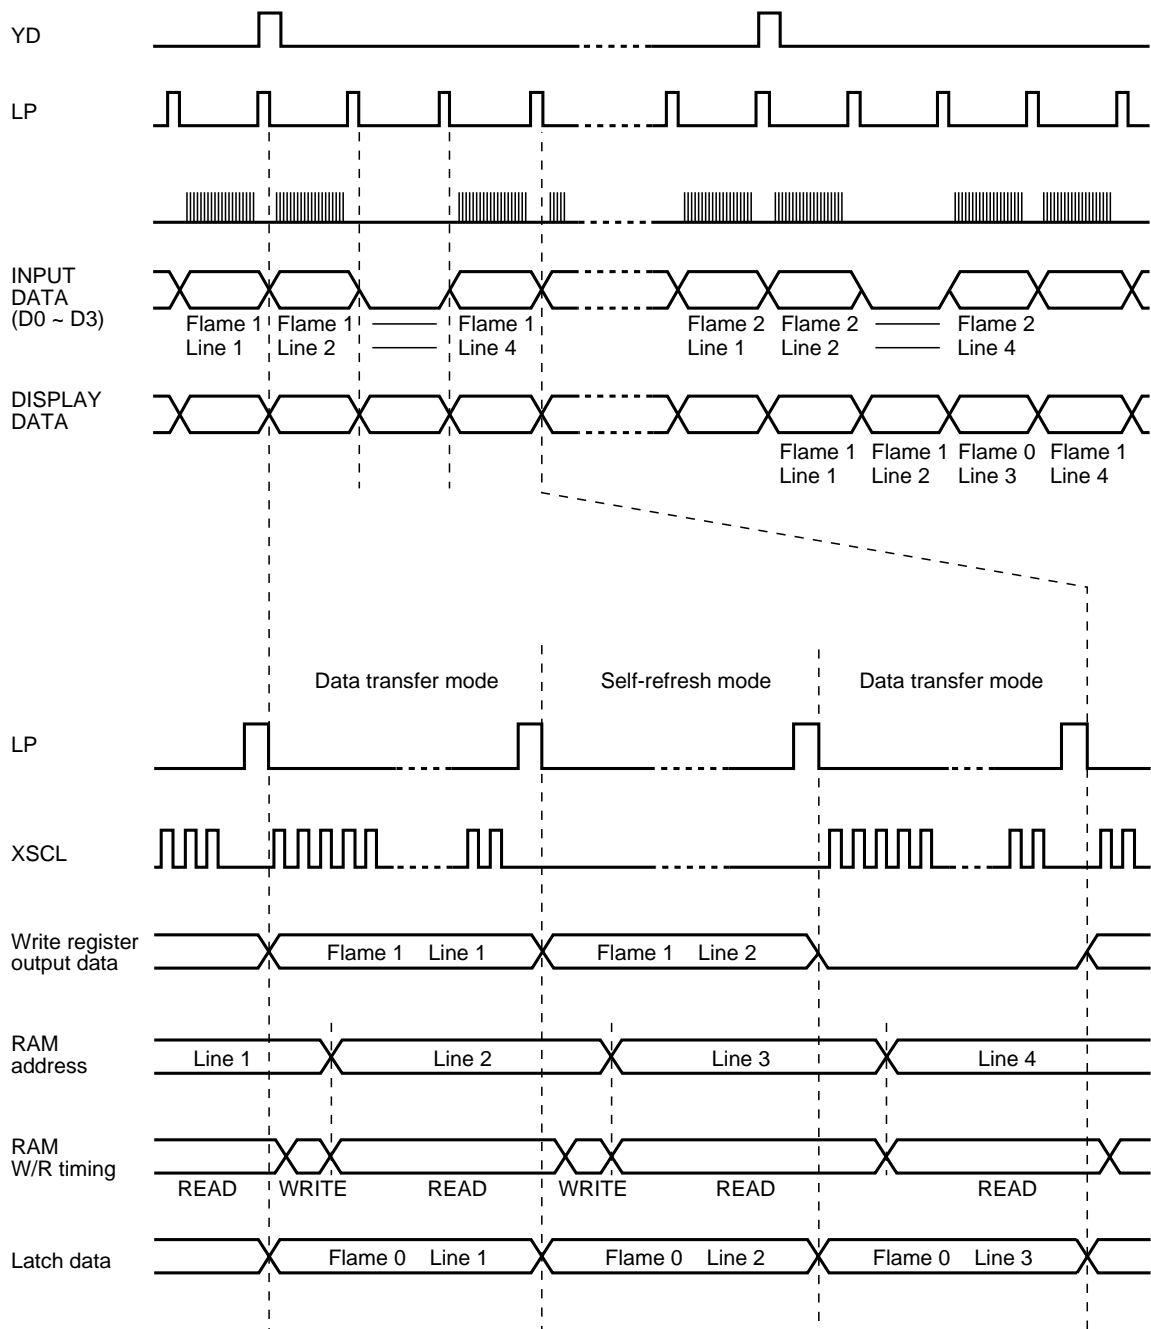 YD
LP
INPUT
DATA
(D0 ~ D3)
Flame 1 Flame 1 Flame 1 Flame 2 Flame 2 Flame 2
Line 1 Line 2 Line 4 Line 1 Line 2 Line 4
DISPLAY
DATA
Flame 1 Flame 1 Flame 0 Flame 1
Line 1 Line 2 Line 3 Line 4
Data transfer mode Self-refresh mode Data transfer mode
LP
XSCL
Write register
output data
Flame 1 Line 1 Flame 1 Line 2
RAM
address
Line 1 Line 2 Line 3 Line 4
RAM
W/R timing
READ WRITE READ WRITE READ READ
Latch data
Flame 0 Line 1 Flame 0 Line 2 Flame 0 Line 3